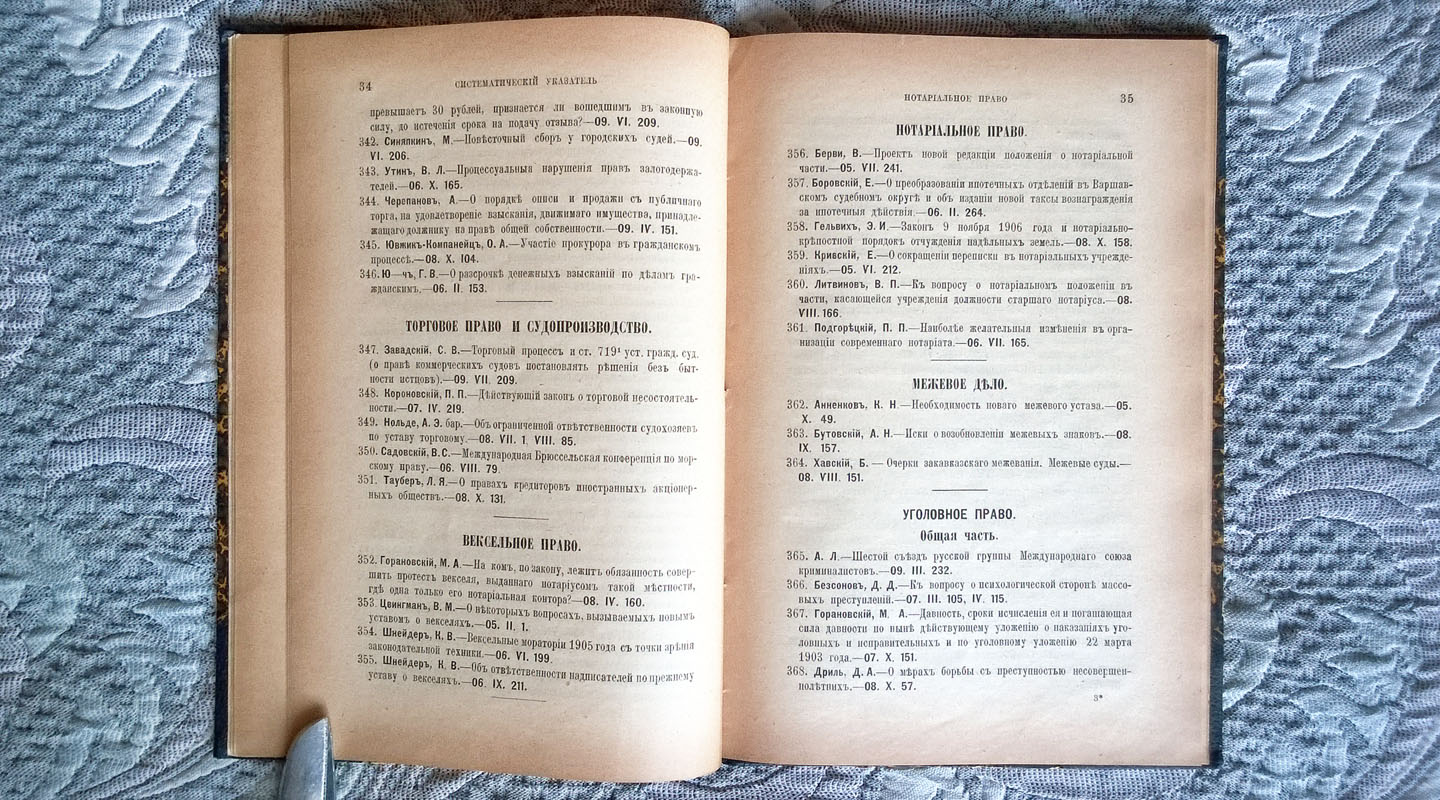 34
СИСТЕМАТИЧЕСКІЙ УКАЗАТЕЛЬ
превышаетъ 30 рублей, признается ли вошедшимъ въ законную
силу, до истеченія срока на подачу отзыва?—09. VI. 209.
342. Синяпкинъ, М.—Повѣсточный сборъ у городскихъ судей.—09.
VI. 206.
343. Утинъ, В. Л.—Процессуальныя нарушенія правъ залогодержа-
телей.—06. X. 165.
344. Черепановъ, А.—О порядкѣ описи и продажи съ публичнаго
торга, на удовлетвореніе взысканія, движимаго имущества, принадле-
жащаго должнику на правѣ общей собственности.—09. IV. 151.
345. Ювжикъ-Компанейцъ, О. А.—Участіе прокурора въ гражданскомъ
процессѣ.—08. X. 104.
346. Ю—чъ, Г. В.—О разсрочкѣ денежныхъ взысканій по дѣламъ гра-
жданскимъ.—06. II. 153.
ТОРГОВОЕ ПРАВО И СУДОПРОИЗВОДСТВО.
347. Завадскій. С. В.—Торговый процессъ и ст. 719¹ уст. гражд. суд.
(о правѣ коммерческихъ судовъ постановлять рѣшенія безъ быт-
ности истцовъ).—09. VII. 209.
348. Короновскій, П. П.—Дѣйствующій законъ о торговой несостоятель-
ности.—07. IV. 219.
349. Нольде, А. Э. бар.—Объ ограниченной отвѣтственности судохозяевъ
по уставу торговому.—08. VII. 1, VIII. 85.
350. Садовскій, В. С.—Международная Брюссельская конференція по мор-
скому праву.—06. VIII. 79.
351. Тауберъ, Л. Я.—О правахъ кредиторовъ иностранныхъ акціонер-
ныхъ обществъ.—08. X. 131.
ВЕКСЕЛЬНОЕ ПРАВО.
352. Горановскій, М. А.—На комъ, по закону, лежитъ обязанность совер-
шить протестъ векселя, выданнаго нотаріусомъ такой мѣстности,
гдѣ одна только его нотаріальная контора?—08. IV. 160.
353. Цвингманъ, В. М.—О нѣкоторыхъ вопросахъ, вызываемыхъ новымъ
уставомъ о векселяхъ.—05. II. 1.
354. Шнейдеръ, К. В.—Вексельные мораторіи 1905 года съ точки зрѣнія
законодательной техники.—06. VI. 199.
355. Шнейдеръ, К. В.—Объ отвѣтственности надписателей по прежнему
уставу о векселяхъ.—06. IX. 211.
НОТАРІАЛЬНОЕ ПРАВО
35
НОТАРІАЛЬНОЕ ПРАВО.
356. Берви, В.—Проектъ новой редакціи положенія о нотаріальной
части.—05. VII. 241.
357. Боровскій, Е.—О преобразованіи ипотечныхъ отдѣленій въ Варшав-
скомъ судебномъ округѣ и объ изданіи новой таксы вознагражденія
за ипотечныя дѣйствія.—06. II. 264.
358. Гельвихъ, Э. И.—Законъ 9 ноября 1906 года и нотаріально-
крѣпостной порядокъ отчужденія надѣльныхъ земель.—08. X. 158.
359. Кривскій, Е.—О сокращеніи переписки въ нотаріальныхъ учрежде-
ніяхъ.—05. VI. 212.
360. Литвиновъ, В. П.—Къ вопросу о нотаріальномъ положеніи въ
части, касающейся учрежденія должности старшаго нотаріуса.—08.
VIII. 166.
361. Подгорѣцкій, П. П.—Наиболѣе желательныя измѣненія въ орга-
низаціи современнаго нотаріата.—06. VII. 165.
МЕЖЕВОЕ ДѢЛО.
362. Анненковъ, К. Н.—Необходимость новаго межевого устава.—05.
X. 49.
363. Бутовскій, А. Н.—Иски о возобновленіи межевыхъ знаковъ.—08.
IX. 157.
364. Хавскій, Б. — Очерки закавказскаго межеванія. Межевые суды.—
08. VIII. 151.
УГОЛОВНОЕ ПРАВО.
Общая часть.
365. А. Л.—Шестой съѣздъ русской группы Международнаго союза
криминалистовъ.—09. III. 232.
366. Безсоновъ, Д. Д.—Къ вопросу о психологической сторонѣ массо-
выхъ преступленій.—07. III. 105, IV. 115.
367. Горановскій, М. А.—Давность, сроки исчисленія ея и погашающая
сила давности по нынѣ дѣйствующему уложенію о наказаніяхъ уго-
ловныхъ и исправительныхъ и по уголовному уложенію 22 марта
1903 года.—07. X. 151.
368. Дриль, Д. А.—О мѣрахъ борьбы съ преступностью несовершен-
нолѣтнихъ.—08. X. 57.
3*